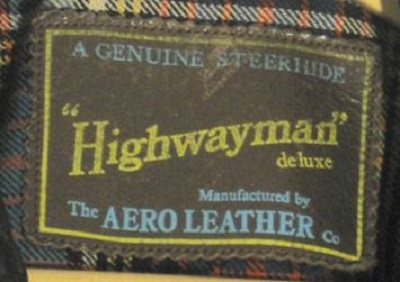 A GENUINE STEERHIDE
"Highwayman"
de luxe
Manufactured by
The AERO LEATHER Co